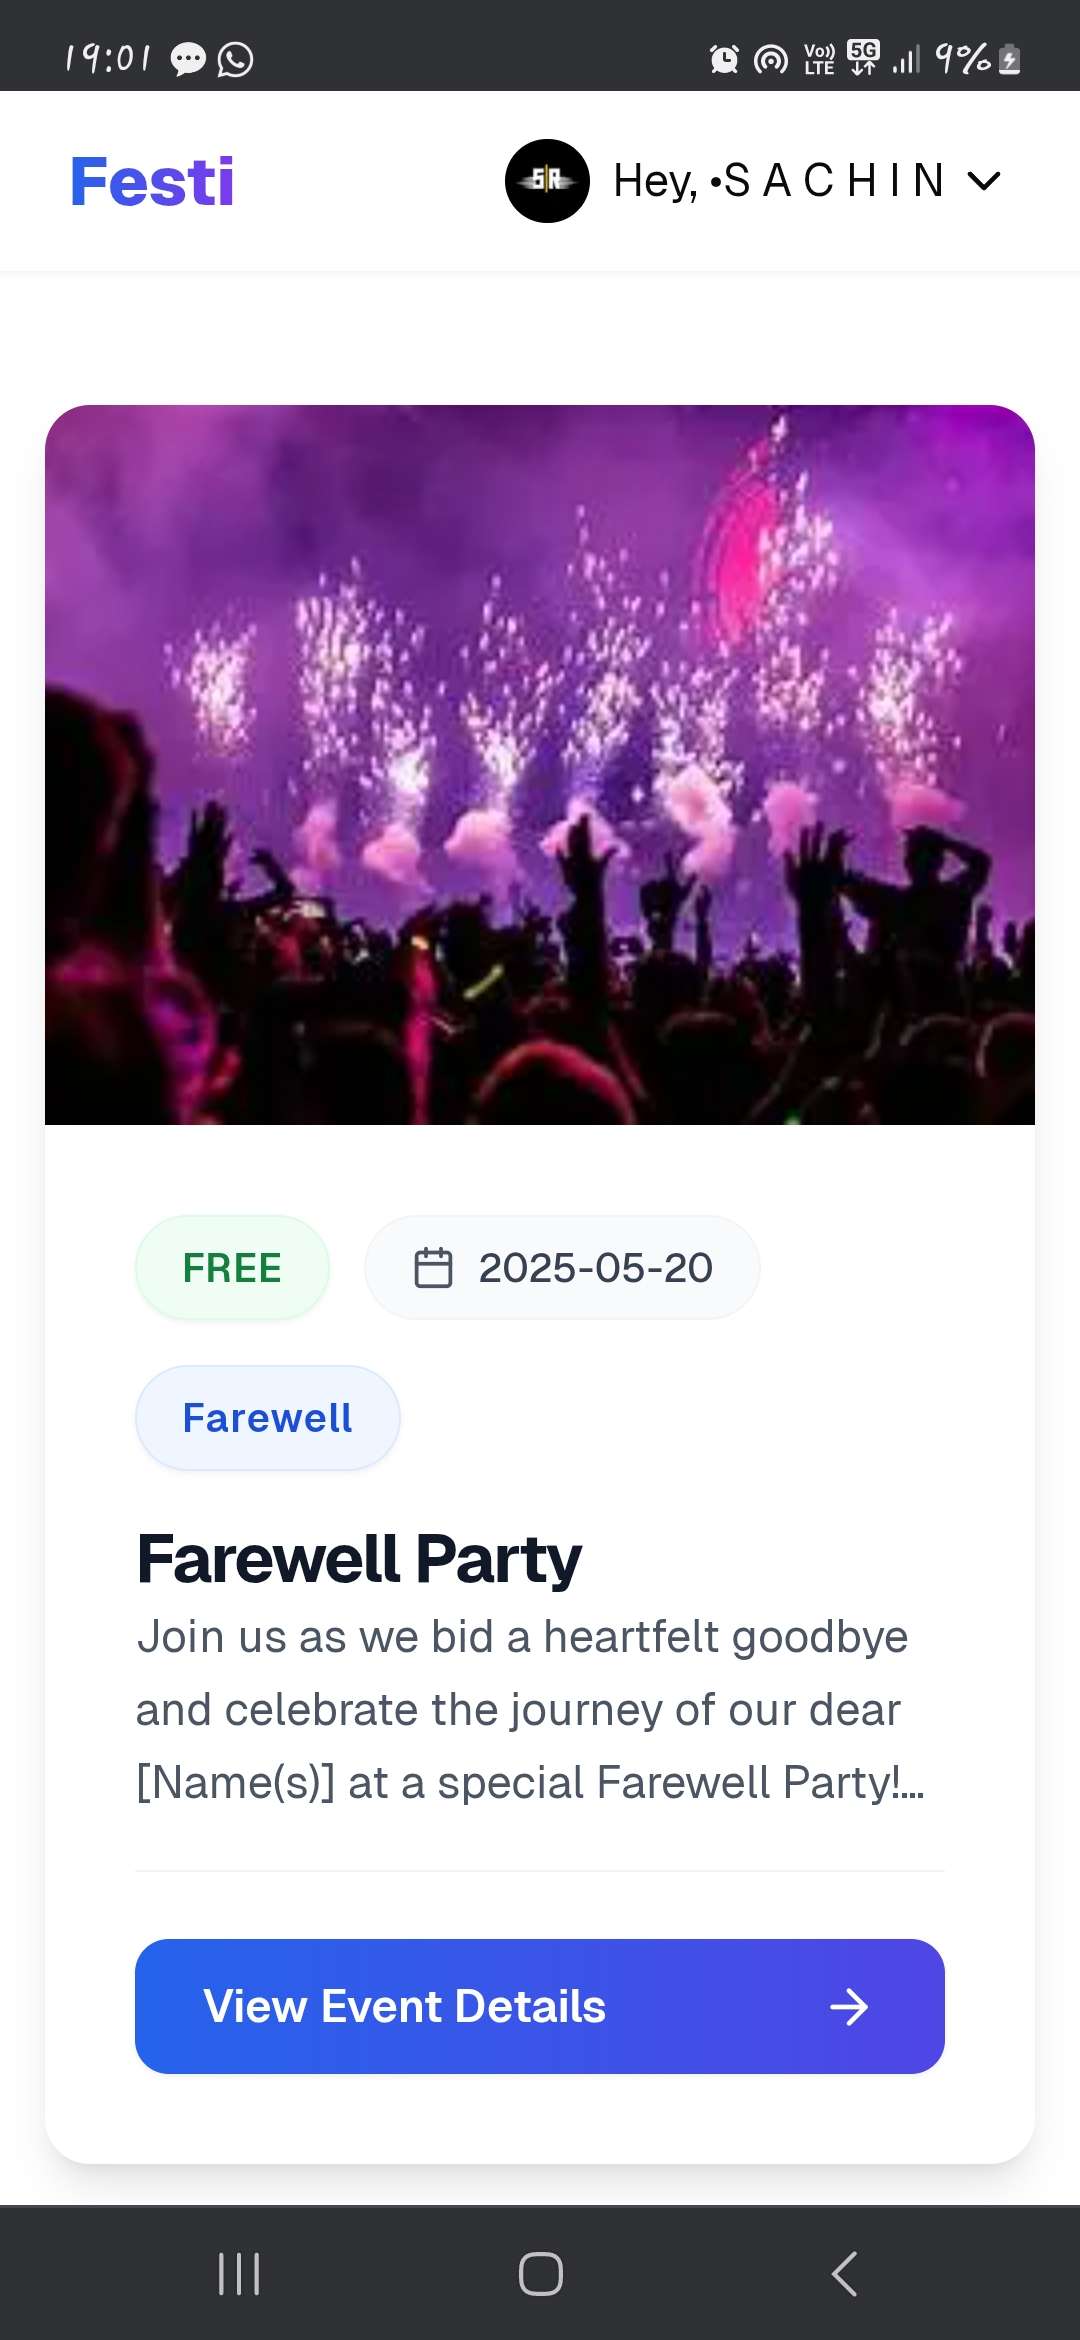 19:01 Vo)) LTE 5G 9%
Festi
SR Hey, •S A C H I N
FREE 2025-05-20
Farewell
Farewell Party
Join us as we bid a heartfelt goodbye
and celebrate the journey of our dear
[Name(s)] at a special Farewell Party!...
View Event Details